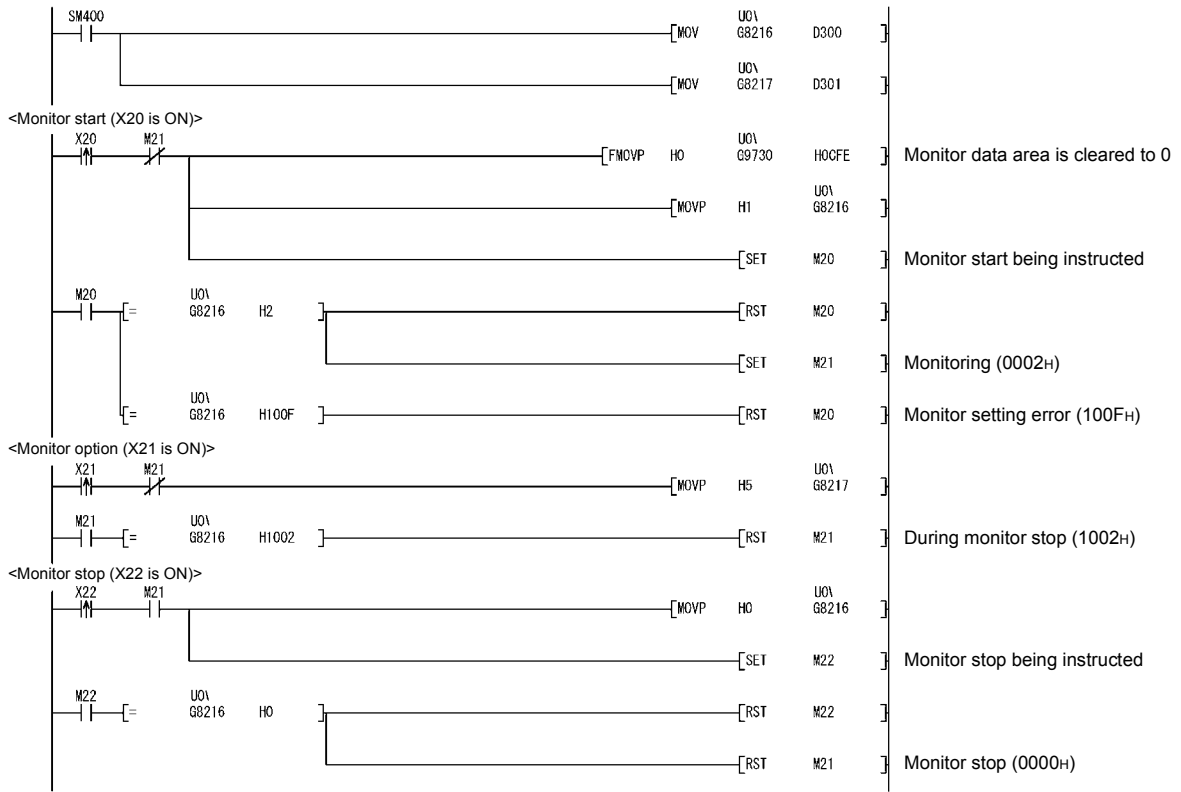 SM400
U0\
[MOV G8216 D300 ]
U0\
[MOV G8217 D301 ]
<Monitor start (X20 is ON)>
X20 M21 U0\
[FMOVP H0 G9730 H0CFE ] Monitor data area is cleared to 0
U0\
[MOVP H1 G8216 ]
[SET M20 ] Monitor start being instructed
M20 U0\
[= G8216 H2 ] [RST M20 ]
[SET M21 ] Monitoring (0002H)
U0\
[= G8216 H100F ] [RST M20 ] Monitor setting error (100FH)
<Monitor option (X21 is ON)>
X21 M21 U0\
[MOVP H5 G8217 ]
M21 U0\
[= G8216 H1002 ] [RST M21 ] During monitor stop (1002H)
<Monitor stop (X22 is ON)>
X22 M21 U0\
[MOVP H0 G8216 ]
[SET M22 ] Monitor stop being instructed
M22 U0\
[= G8216 H0 ] [RST M22 ]
[RST M21 ] Monitor stop (0000H)